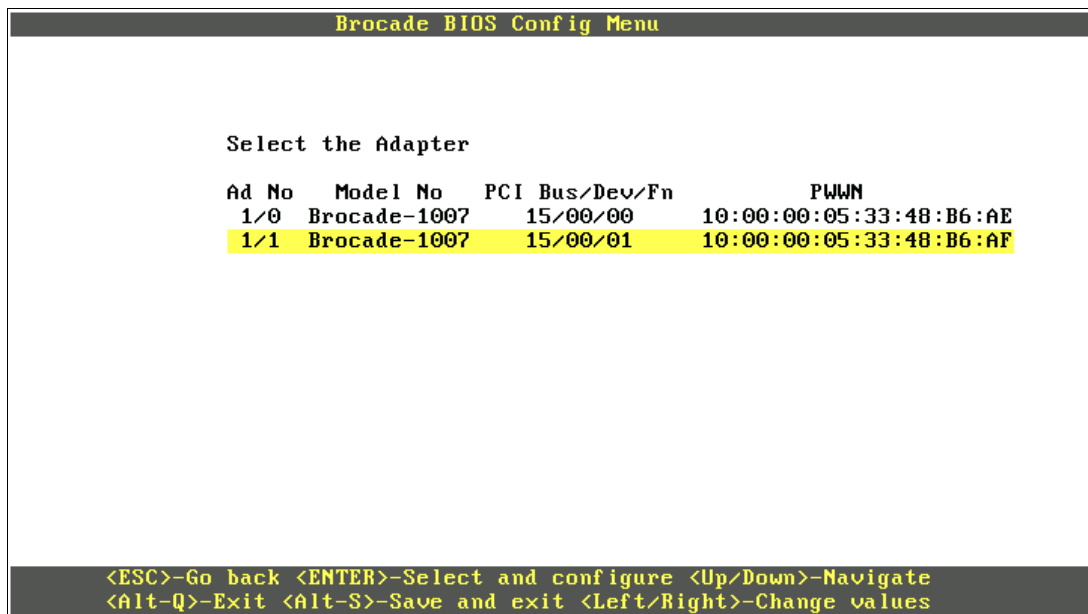 Brocade BIOS Config Menu
Select the Adapter
Ad No Model No PCI Bus/Dev/Fn PWWN
1/0 Brocade-1007 15/00/00 10:00:00:05:33:48:B6:AE
1/1 Brocade-1007 15/00/01 10:00:00:05:33:48:B6:AF
<ESC>-Go back <ENTER>-Select and configure <Up/Down>-Navigate
<Alt-Q>-Exit <Alt-S>-Save and exit <Left/Right>-Change values